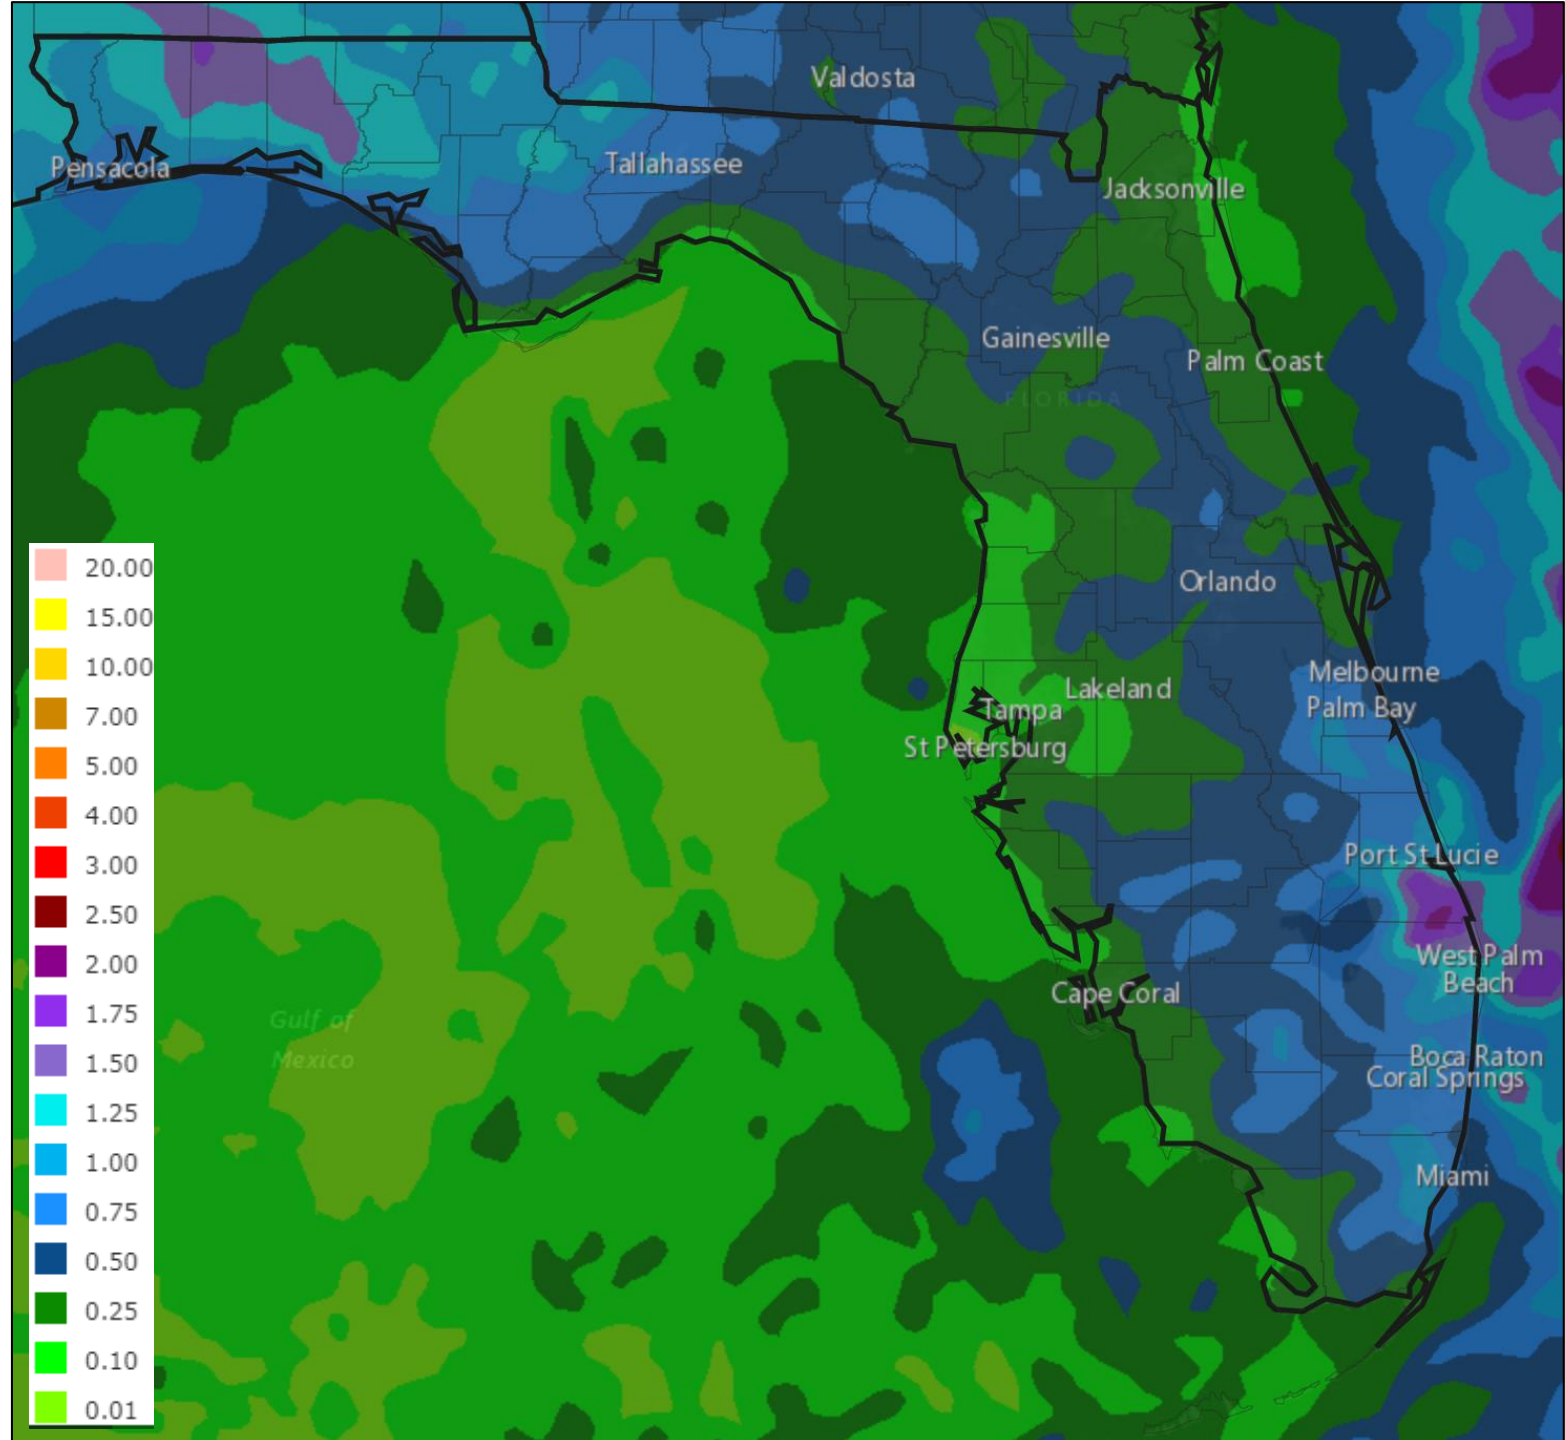 Valdosta
Pensacola
Tallahassee
Jacksonville
Gainesville
Palm Coast
FLORIDA
Orlando
Melbourne
Lakeland
Palm Bay
Tampa
St Petersburg
Port St Lucie
West Palm
Beach
Cape Coral
Gulf of
Mexico
Boca Raton
Coral Springs
Miami
20.00
15.00
10.00
7.00
5.00
4.00
3.00
2.50
2.00
1.75
1.50
1.25
1.00
0.75
0.50
0.25
0.10
0.01